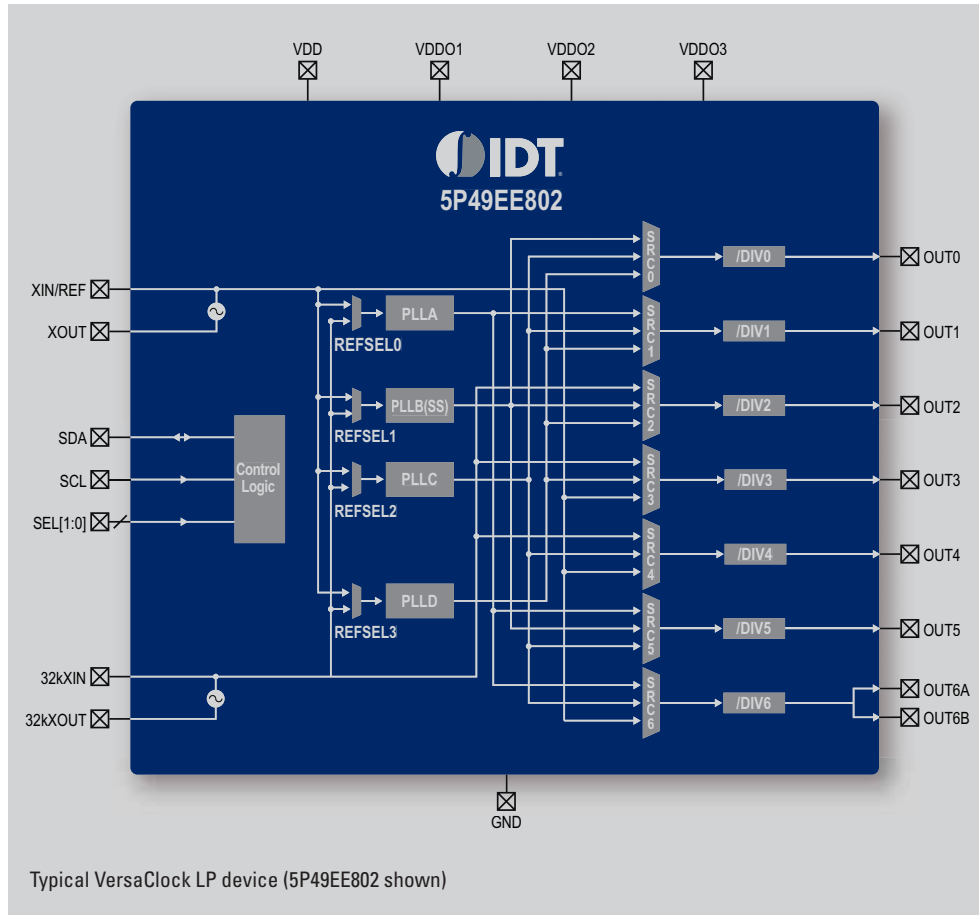 VDD
VDDO1
VDDO2
VDDO3
IDT
5P49EE802
XIN/REF
XOUT
SDA
SCL
SEL[1:0]
32kXIN
32kXOUT
Control
Logic
PLLA
REFSEL0
PLLB(SS)
REFSEL1
PLLC
REFSEL2
PLLD
REFSEL3
SRC0
/DIV0
OUT0
SRC1
/DIV1
OUT1
SRC2
/DIV2
OUT2
SRC3
/DIV3
OUT3
SRC4
/DIV4
OUT4
SRC5
/DIV5
OUT5
SRC6
/DIV6
OUT6A
OUT6B
GND
Typical VersaClock LP device (5P49EE802 shown)